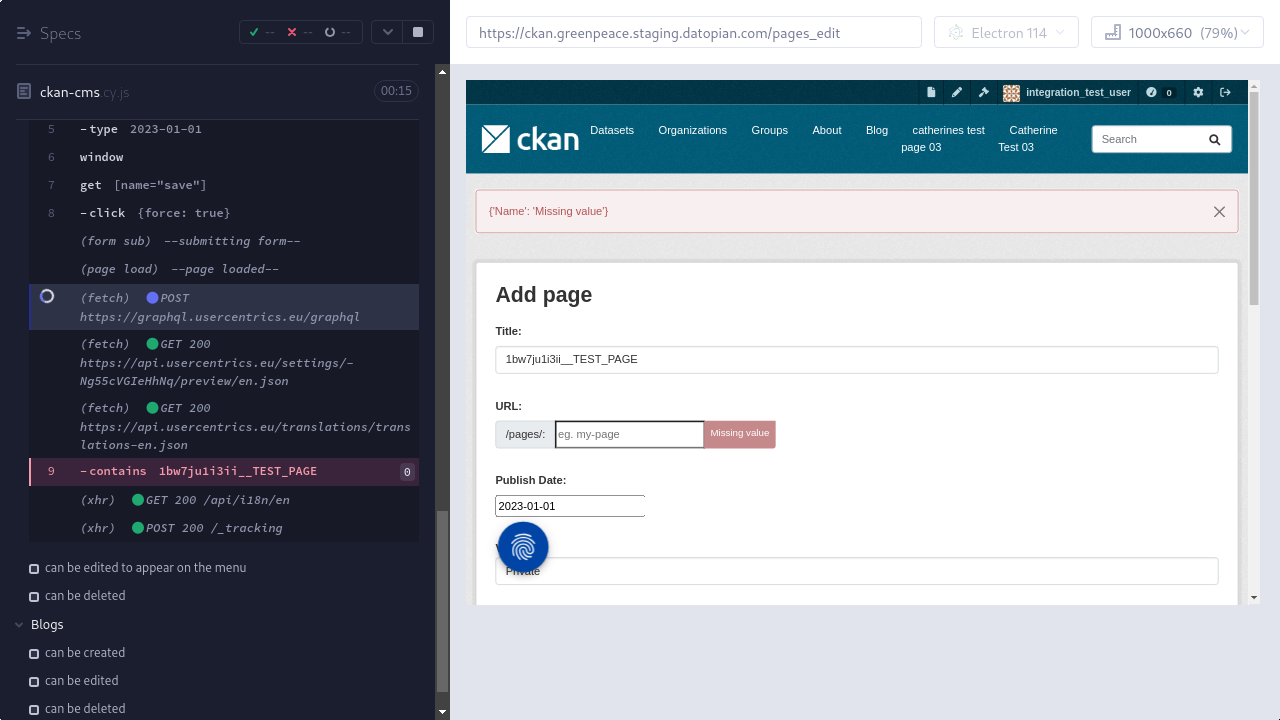 Specs
--
--
--
https://ckan.greenpeace.staging.datopian.com/pages_edit
Electron 114
1000x660 (79%)
ckan-cms.cy.js
00:15
5 -type 2023-01-01
6 window
7 get [name="save"]
8 -click {force: true}
(form sub) --submitting form--
(page load) --page loaded--
(fetch) POST
https://graphql.usercentrics.eu/graphql
(fetch) GET 200
https://api.usercentrics.eu/settings/-
Ng55cVGIeHhNq/preview/en.json
(fetch) GET 200
https://api.usercentrics.eu/translations/trans
lations-en.json
9 -contains 1bw7ju1i3ii__TEST_PAGE 0
(xhr) GET 200 /api/i18n/en
(xhr) POST 200 /_tracking
can be edited to appear on the menu
can be deleted
Blogs
can be created
can be edited
can be deleted
integration_test_user
0
ckan
Datasets
Organizations
Groups
About
Blog
catherines test
page 03
Catherine
Test 03
Search
{'Name': 'Missing value'}
Add page
Title:
1bw7ju1i3ii__TEST_PAGE
URL:
/pages/:
eg. my-page
Missing value
Publish Date:
2023-01-01
Private